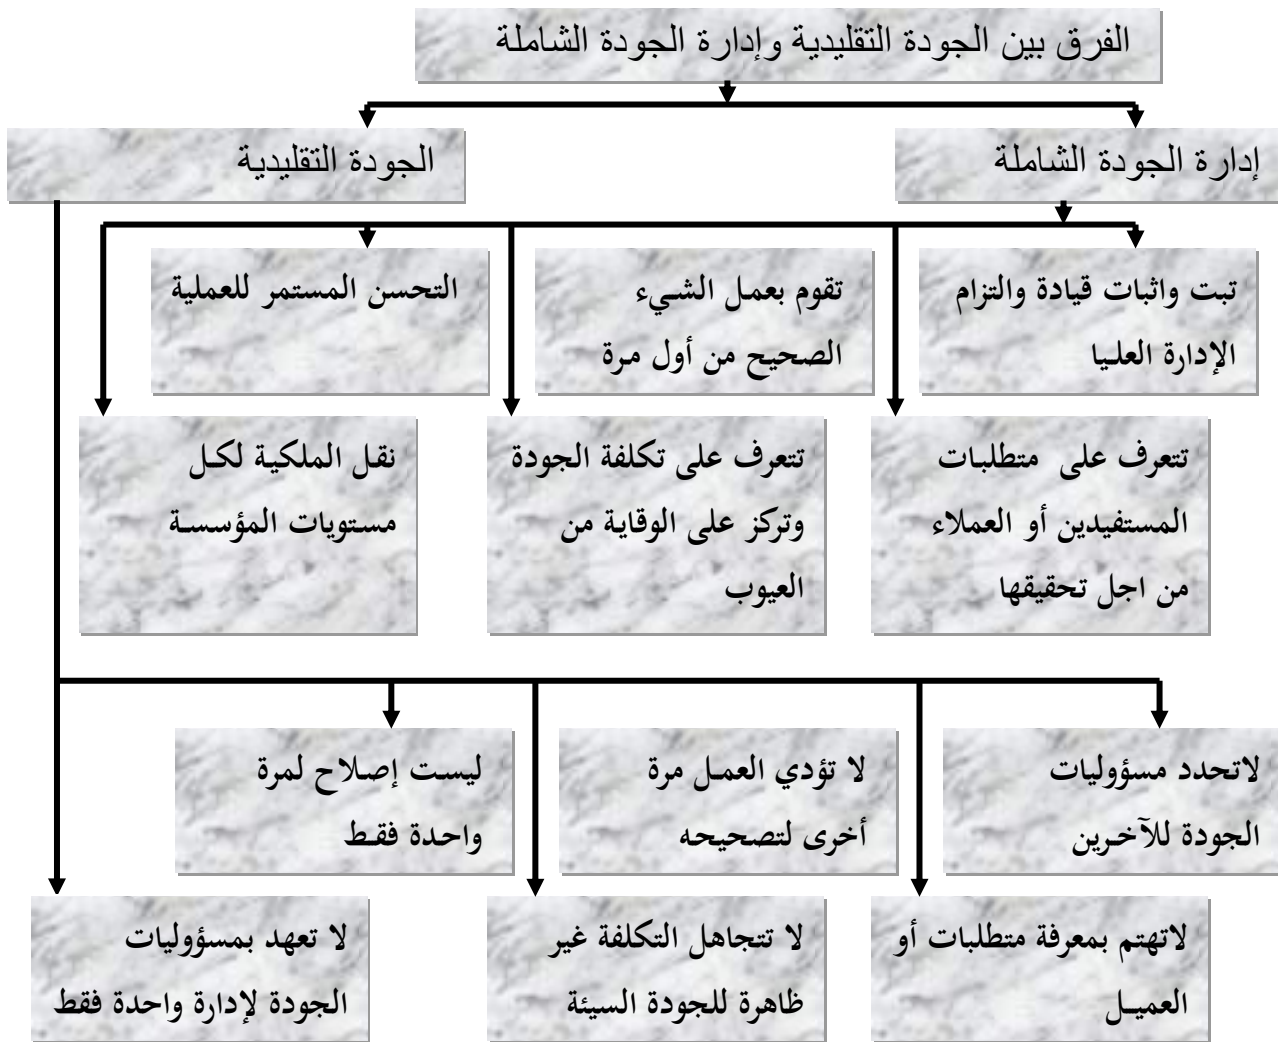 الفرق بين الجودة التقليدية وإدارة الجودة الشاملة
إدارة الجودة الشاملة
الجودة التقليدية
تبت واثبات قيادة والتزام
الإدارة العليا
تقوم بعمل الشيء
الصحيح من أول مرة
التحسن المستمر للعملية
تتعرف على متطلبات
المستفيدين أو العملاء
من اجل تحقيقها
تتعرف على تكلفة الجودة
وتركز على الوقاية من
العيوب
نقل الملكية لكل
مستويات المؤسسة
لاتحدد مسؤوليات
الجودة للآخرين
لا تؤدي العمل مرة
أخرى لتصحيحه
ليست إصلاح لمرة
واحدة فقط
لاتهتم بمعرفة متطلبات أو
العميل
لا تتجاهل التكلفة غير
ظاهرة للجودة السيئة
لا تعهد بمسؤوليات
الجودة لإدارة واحدة فقط